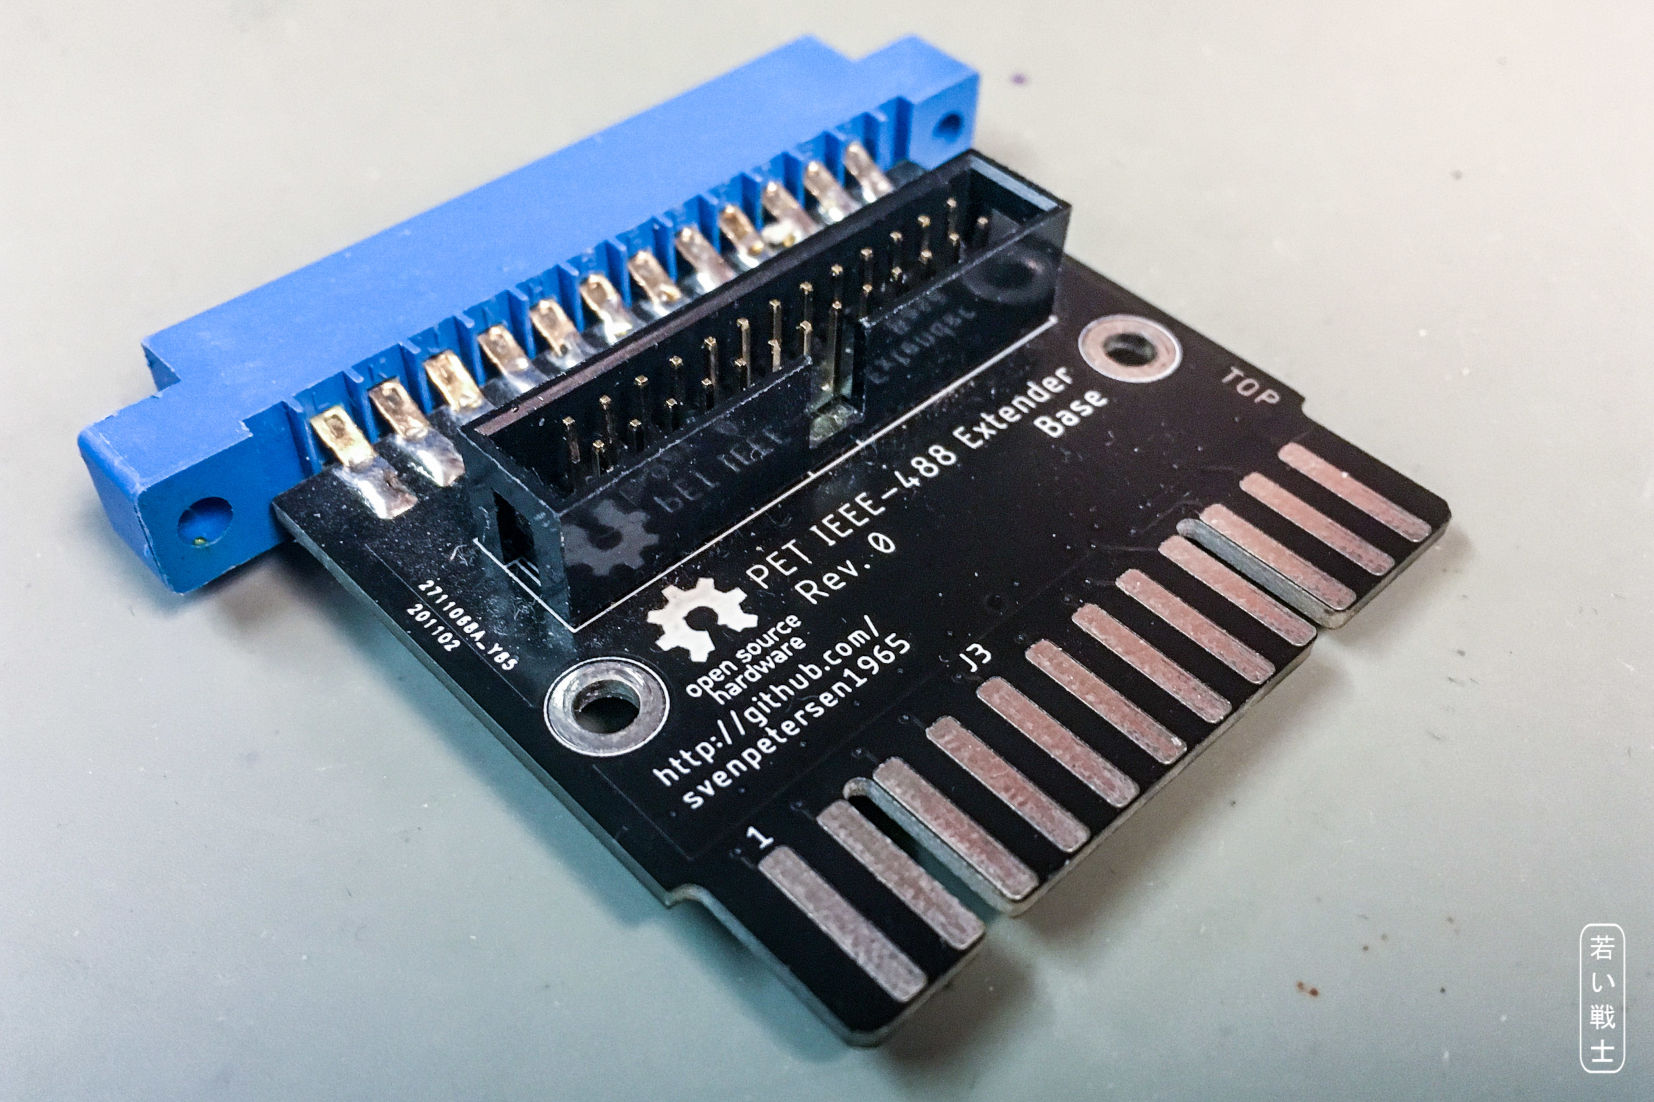 TOP
PET IEEE-488 Extender
Base
Rev.0
open source
hardware
http://github.com/
svenpetersen1965
J3
1
2711068A_Y85
201102
若い戦士